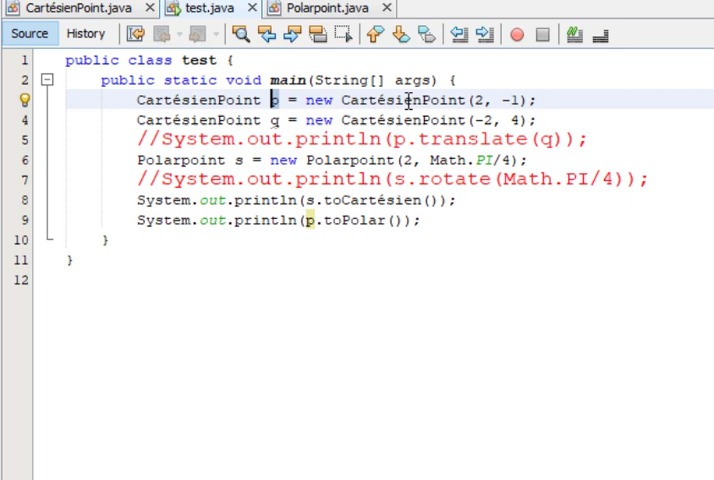 CartésienPoint.java × test.java × Polarpoint.java ×
Source History
1 public class test {
2 public static void main(String[] args) {
CartésienPoint p = new CartésienPoint(2, -1);
4 CartésienPoint q = new CartésienPoint(-2, 4);
5 //System.out.println(p.translate(q));
6 Polarpoint s = new Polarpoint(2, Math.PI/4);
7 //System.out.println(s.rotate(Math.PI/4));
8 System.out.println(s.toCartésien());
9 System.out.println(p.toPolar());
10 }
11 }
12